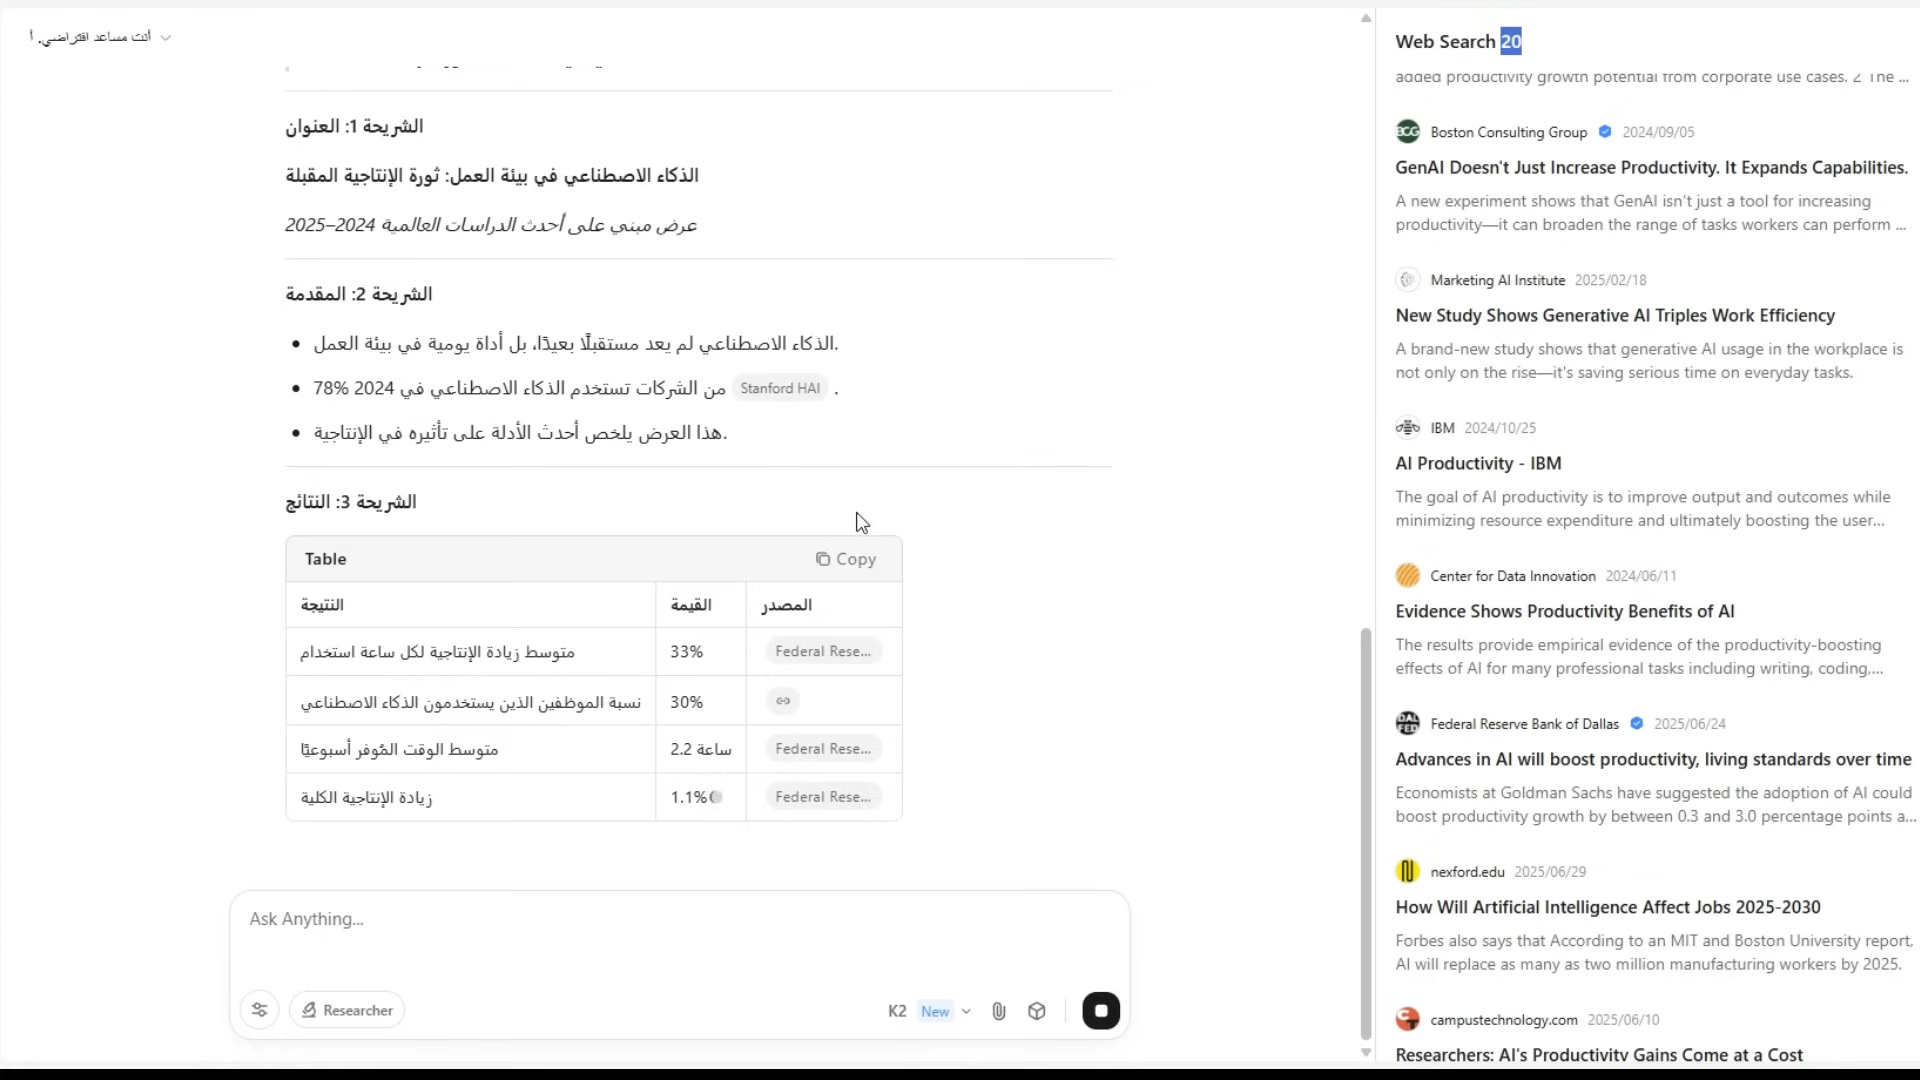 أنت مساعد افتراضي. أ
الشريحة 1: العنوان
الذكاء الاصطناعي في بيئة العمل: ثورة الإنتاجية المقبلة
عرض مبني على أحدث الدراسات العالمية 2024–2025
الشريحة 2: المقدمة
الذكاء الاصطناعي لم يعد مستقبلًا بعيدًا، بل أداة يومية في بيئة العمل.
78% من الشركات تستخدم الذكاء الاصطناعي في 2024 Stanford HAI .
هذا العرض يلخص أحدث الأدلة على تأثيره في الإنتاجية.
الشريحة 3: النتائج
Table Copy
النتيجة القيمة المصدر
متوسط زيادة الإنتاجية لكل ساعة استخدام 33% Federal Rese...
نسبة الموظفين الذين يستخدمون الذكاء الاصطناعي 30%
متوسط الوقت المُوفر أسبوعيًا 2.2 ساعة Federal Rese...
زيادة الإنتاجية الكلية 1.1% Federal Rese...
Ask Anything...
Researcher
K2 New
Web Search 20
added productivity growth potential from corporate use cases. 2 The ...
BCG Boston Consulting Group 2024/09/05
GenAI Doesn't Just Increase Productivity. It Expands Capabilities.
A new experiment shows that GenAI isn't just a tool for increasing
productivity—it can broaden the range of tasks workers can perform ...
Marketing AI Institute 2025/02/18
New Study Shows Generative AI Triples Work Efficiency
A brand-new study shows that generative AI usage in the workplace is
not only on the rise—it's saving serious time on everyday tasks.
IBM 2024/10/25
AI Productivity - IBM
The goal of AI productivity is to improve output and outcomes while
minimizing resource expenditure and ultimately boosting the user...
Center for Data Innovation 2024/06/11
Evidence Shows Productivity Benefits of AI
The results provide empirical evidence of the productivity-boosting
effects of AI for many professional tasks including writing, coding,...
DAL FED Federal Reserve Bank of Dallas 2025/06/24
Advances in AI will boost productivity, living standards over time
Economists at Goldman Sachs have suggested the adoption of AI could
boost productivity growth by between 0.3 and 3.0 percentage points a...
nexford.edu 2025/06/29
How Will Artificial Intelligence Affect Jobs 2025-2030
Forbes also says that According to an MIT and Boston University report,
AI will replace as many as two million manufacturing workers by 2025.
campustechnology.com 2025/06/10
Researchers: AI's Productivity Gains Come at a Cost